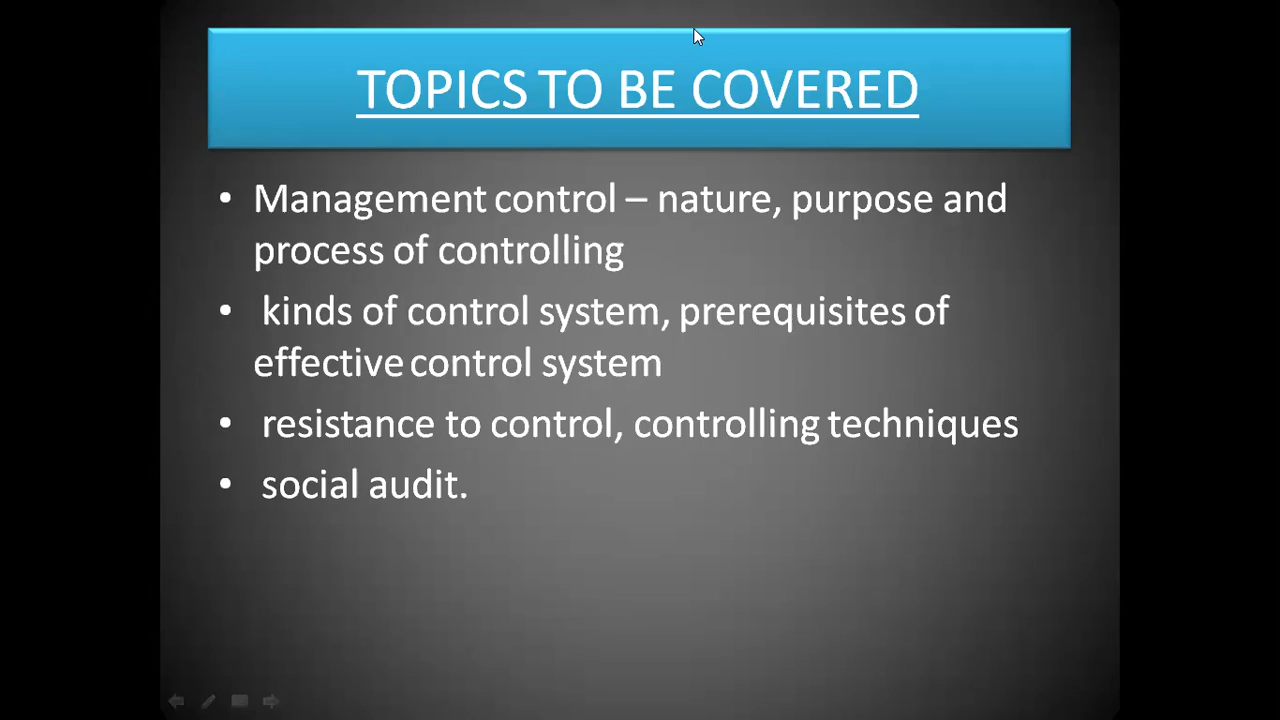 TOPICS TO BE COVERED
• Management control – nature, purpose and
process of controlling
• kinds of control system, prerequisites of
effective control system
• resistance to control, controlling techniques
• social audit.